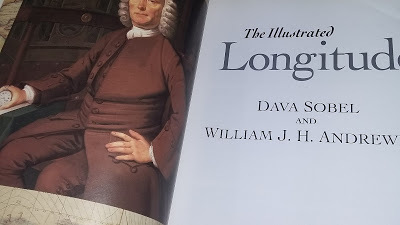 The Illustrated
Longitud
DAVA SOBEL
AND
WILLIAM J. H. ANDREW